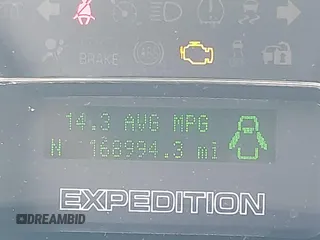 BRAKE
14.3 AVG MPG
N 168994.3 mi
EXPEDITION
DREAMBID